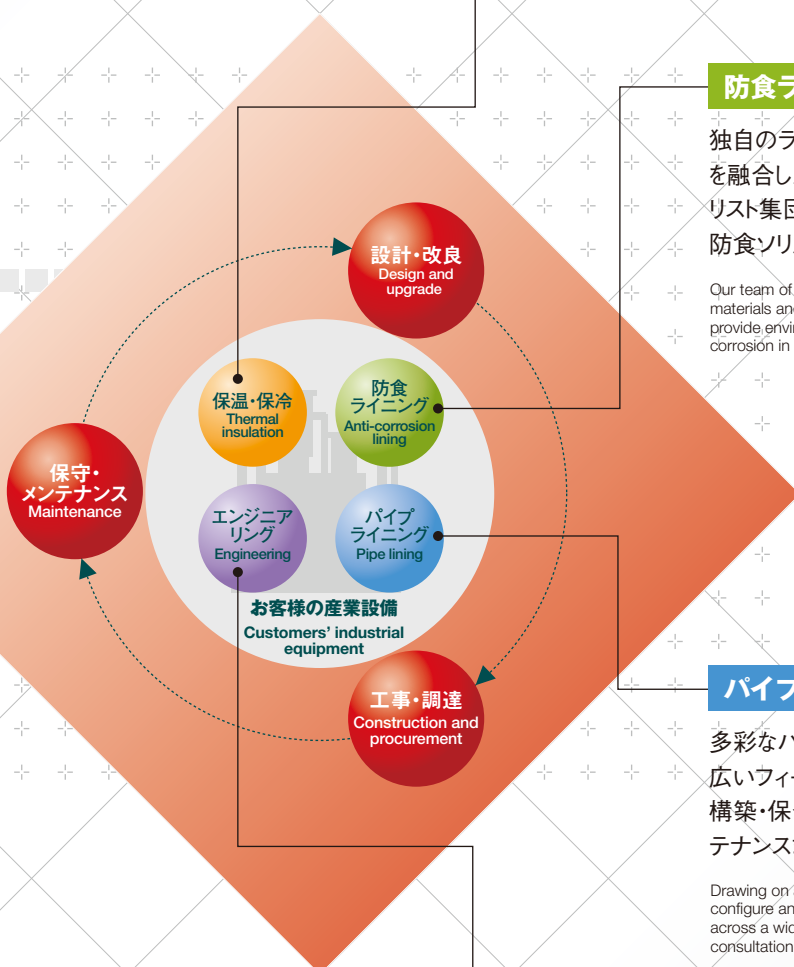 設計・改良
Design and
upgrade
保温・保冷
Thermal
insulation
防食
ライニング
Anti-corrosion
lining
保守・
メンテナンス
Maintenance
エンジニア
リング
Engineering
パイプ
ライニング
Pipe lining
お客様の産業設備
Customers' industrial
equipment
工事・調達
Construction and
procurement
防食ラ
独自のラ
を融合し
リスト集団
防食ソリ
Our team of
materials and
provide envi
corrosion in
パイプ
多彩なパ
広いフィー
構築・保
テナンス
Drawing on
configure an
across a wid
consultation